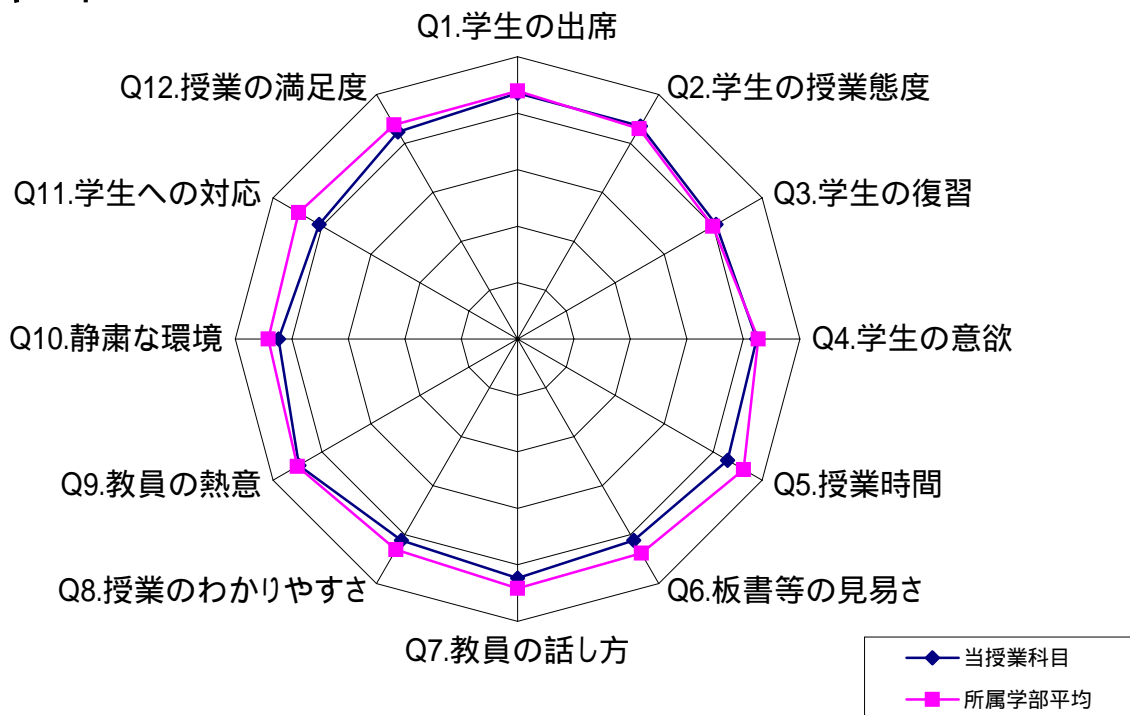 Q1.学生の出席
Q2.学生の授業態度
Q3.学生の復習
Q4.学生の意欲
Q5.授業時間
Q6.板書等の見易さ
Q7.教員の話し方
Q8.授業のわかりやすさ
Q9.教員の熱意
Q10.静粛な環境
Q11.学生への対応
Q12.授業の満足度
当授業科目
所属学部平均